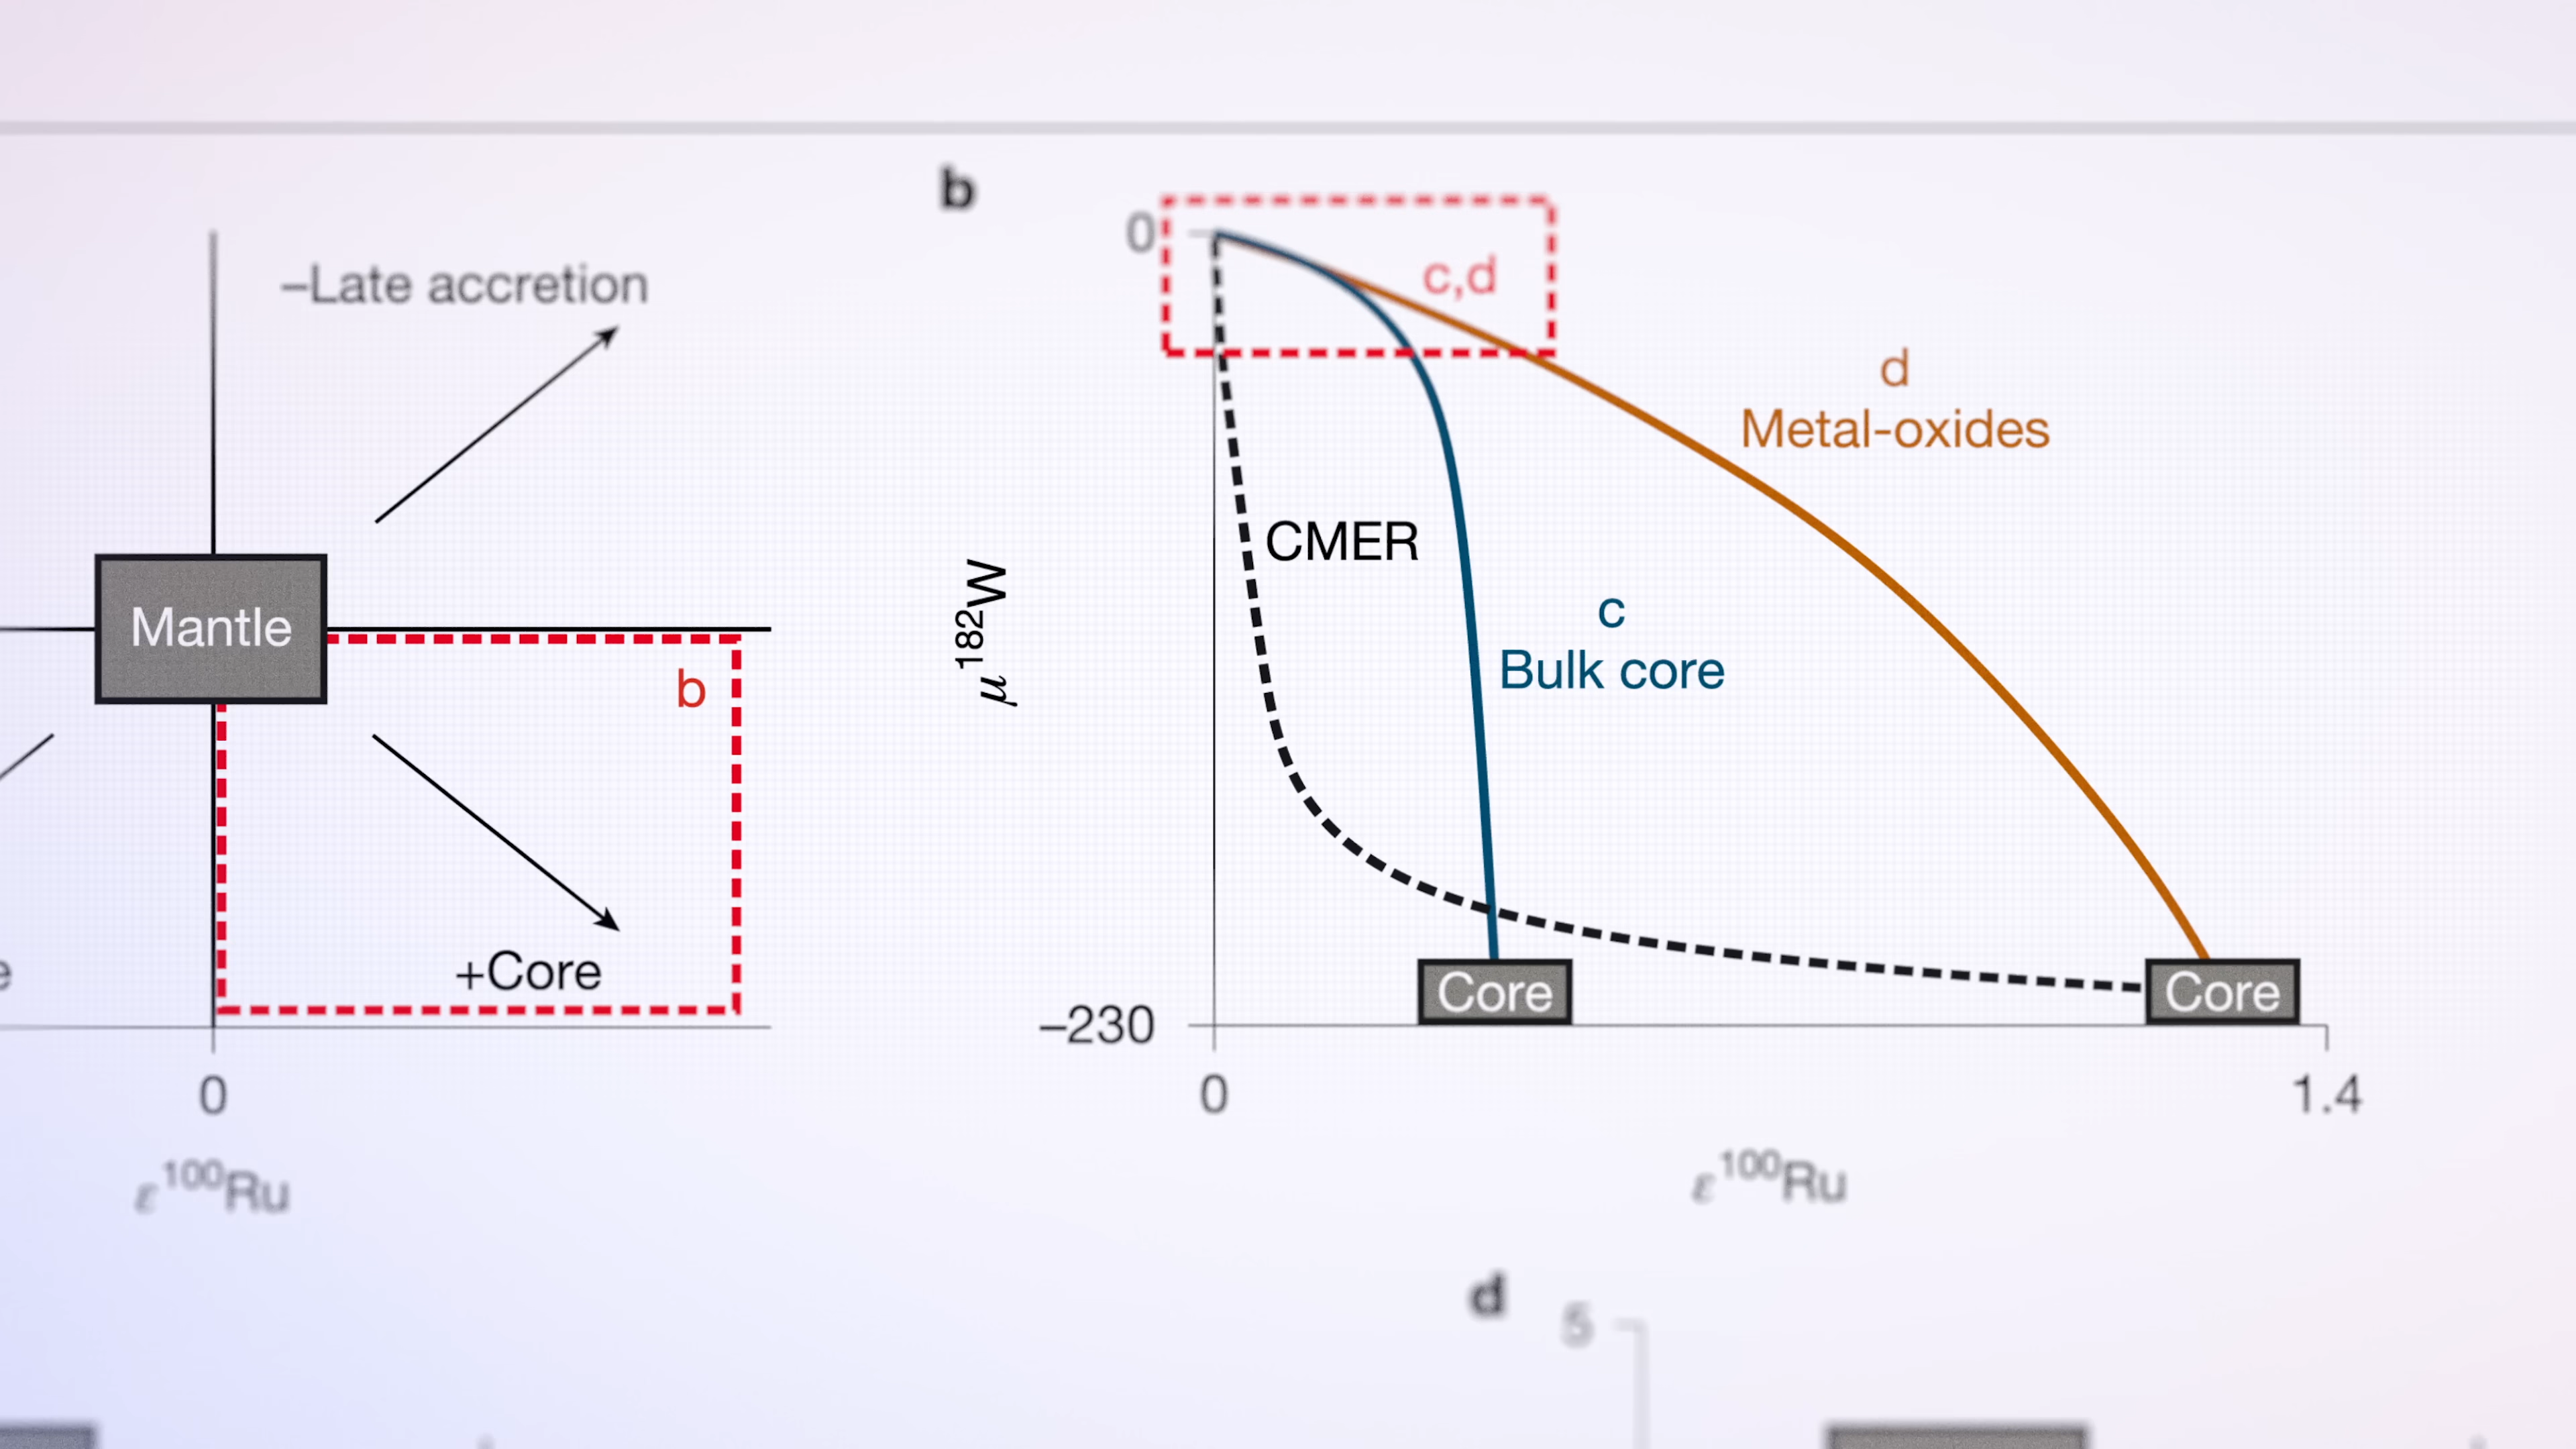 –Late accretion
Mantle
b
+Core
e
0
ε100Ru
b
0
c,d
d
Metal-oxides
CMER
μ182W
c
Bulk core
Core
Core
–230
0
1.4
ε100Ru
d
5